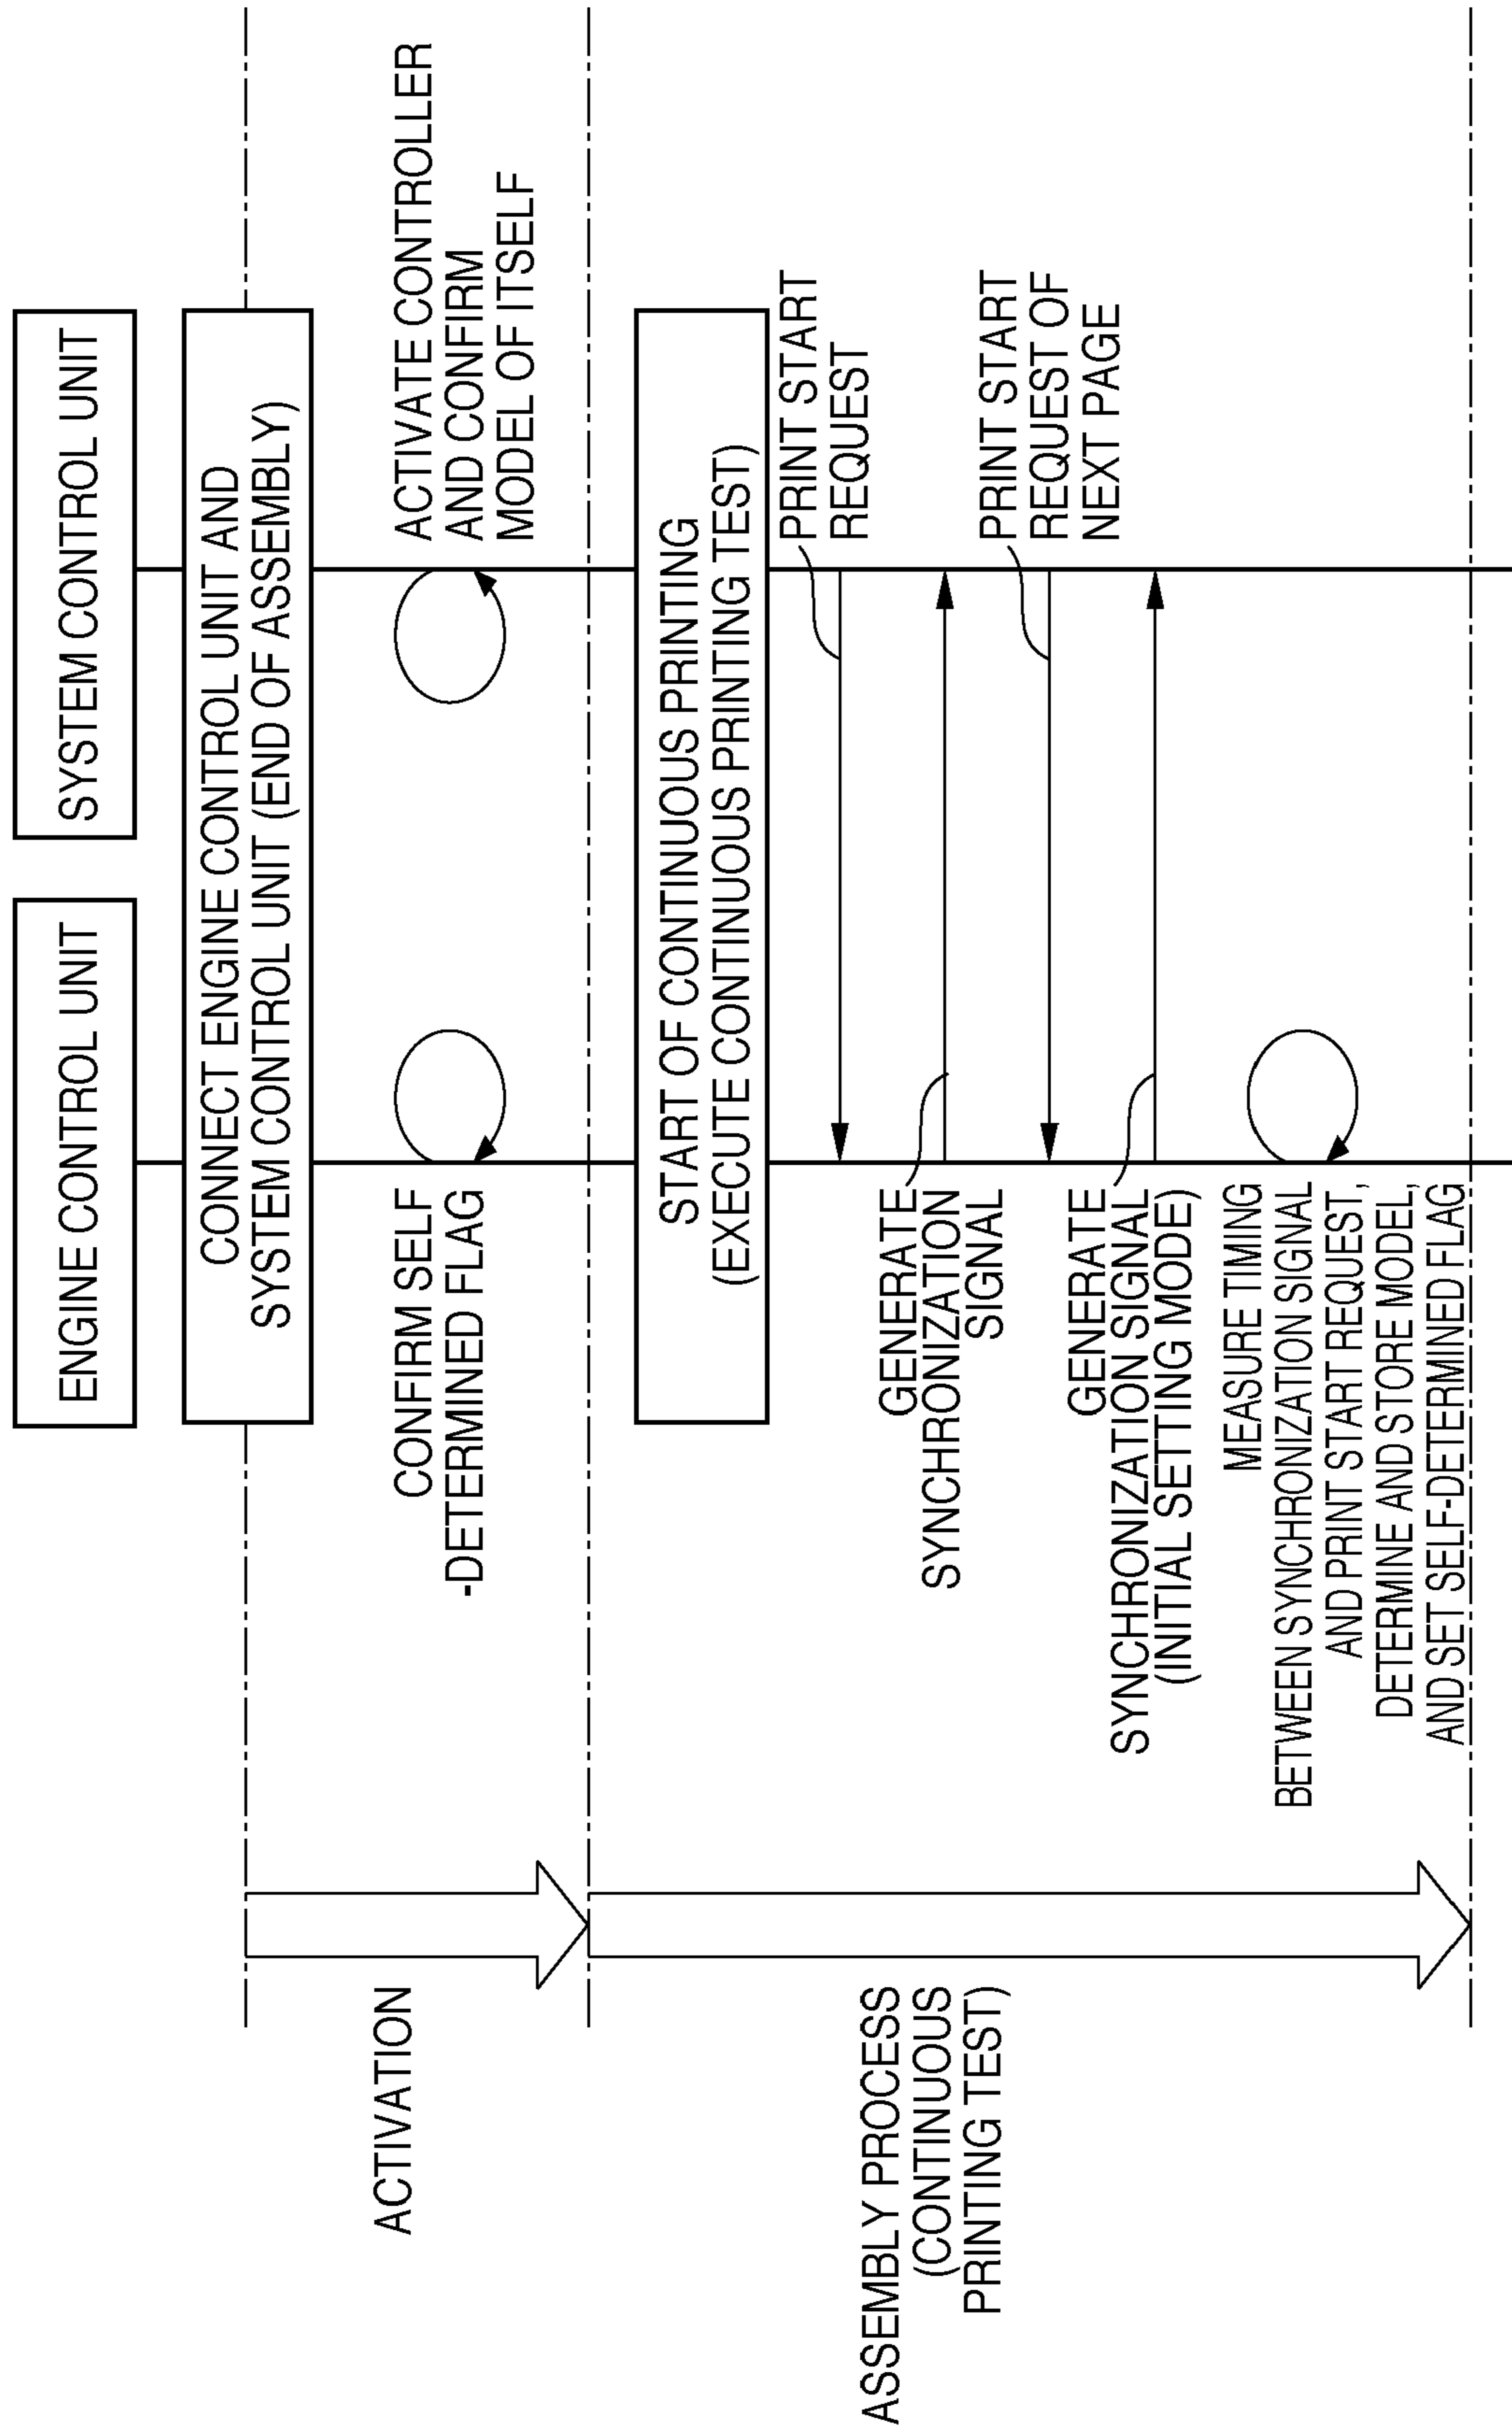 ENGINE CONTROL UNIT
SYSTEM CONTROL UNIT
CONNECT ENGINE CONTROL UNIT AND
SYSTEM CONTROL UNIT (END OF ASSEMBLY)
ACTIVATION
CONFIRM SELF
-DETERMINED FLAG
ACTIVATE CONTROLLER
AND CONFIRM
MODEL OF ITSELF
START OF CONTINUOUS PRINTING
(EXECUTE CONTINUOUS PRINTING TEST)
ASSEMBLY PROCESS
(CONTINUOUS
PRINTING TEST)
PRINT START
REQUEST
GENERATE
SYNCHRONIZATION
SIGNAL
PRINT START
REQUEST OF
NEXT PAGE
GENERATE
SYNCHRONIZATION SIGNAL
(INITIAL SETTING MODE)
MEASURE TIMING
BETWEEN SYNCHRONIZATION SIGNAL
AND PRINT START REQUEST,
DETERMINE AND STORE MODEL,
AND SET SELF-DETERMINED FLAG